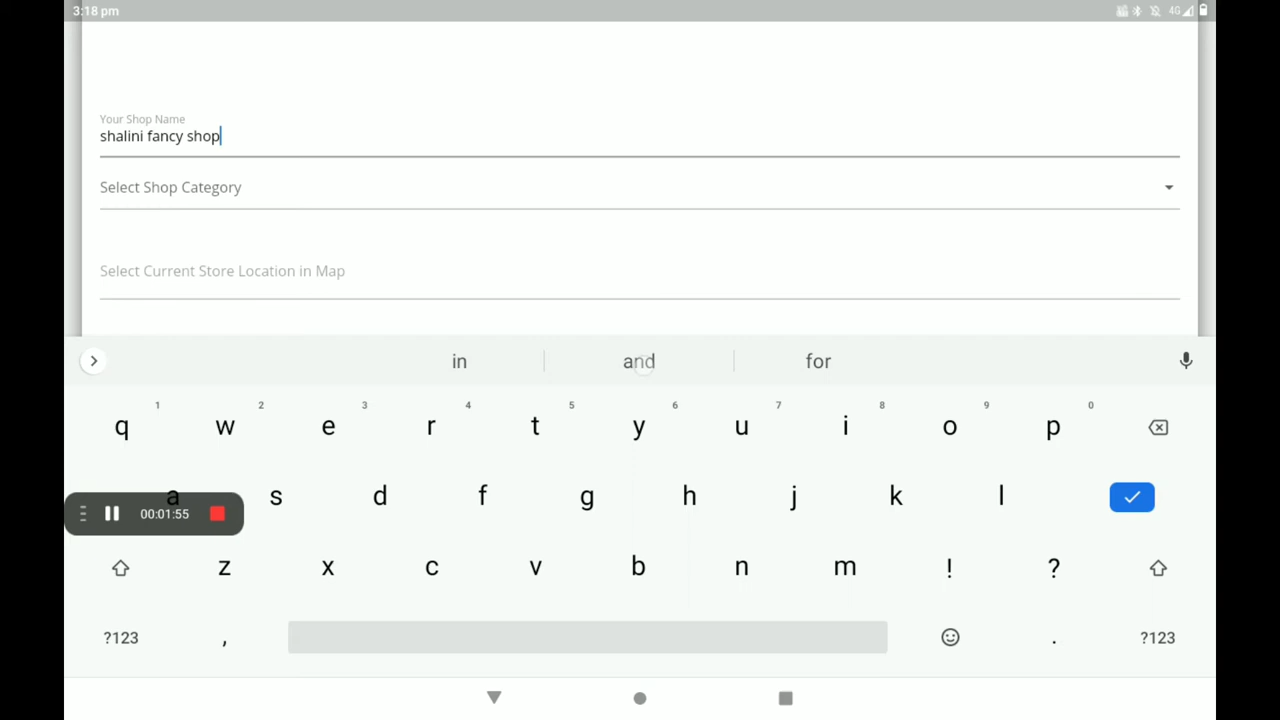 3:18 pm
4G
Your Shop Name
shalini fancy shop
Select Shop Category
Select Current Store Location in Map
in and for
1 2 3 4 5 6 7 8 9 0
q w e r t y u i o p
a s d f g h j k l
00:01:55
z x c v b n m ! ?
?123 , . ?123